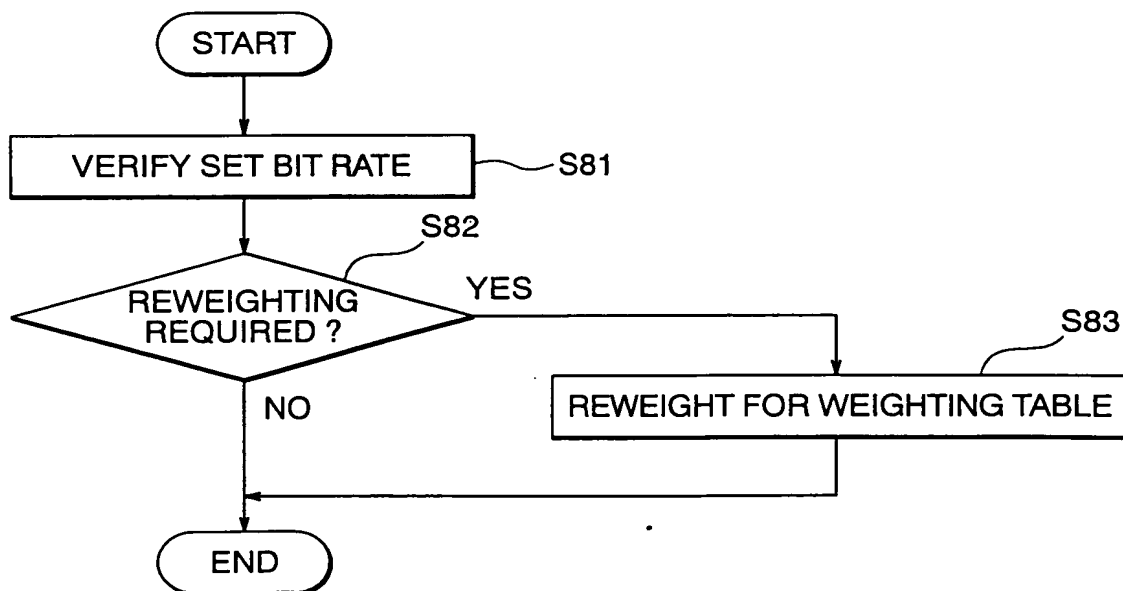 START
VERIFY SET BIT RATE
S81
S82
REWEIGHTING
REQUIRED ?
YES
S83
REWEIGHT FOR WEIGHTING TABLE
NO
END